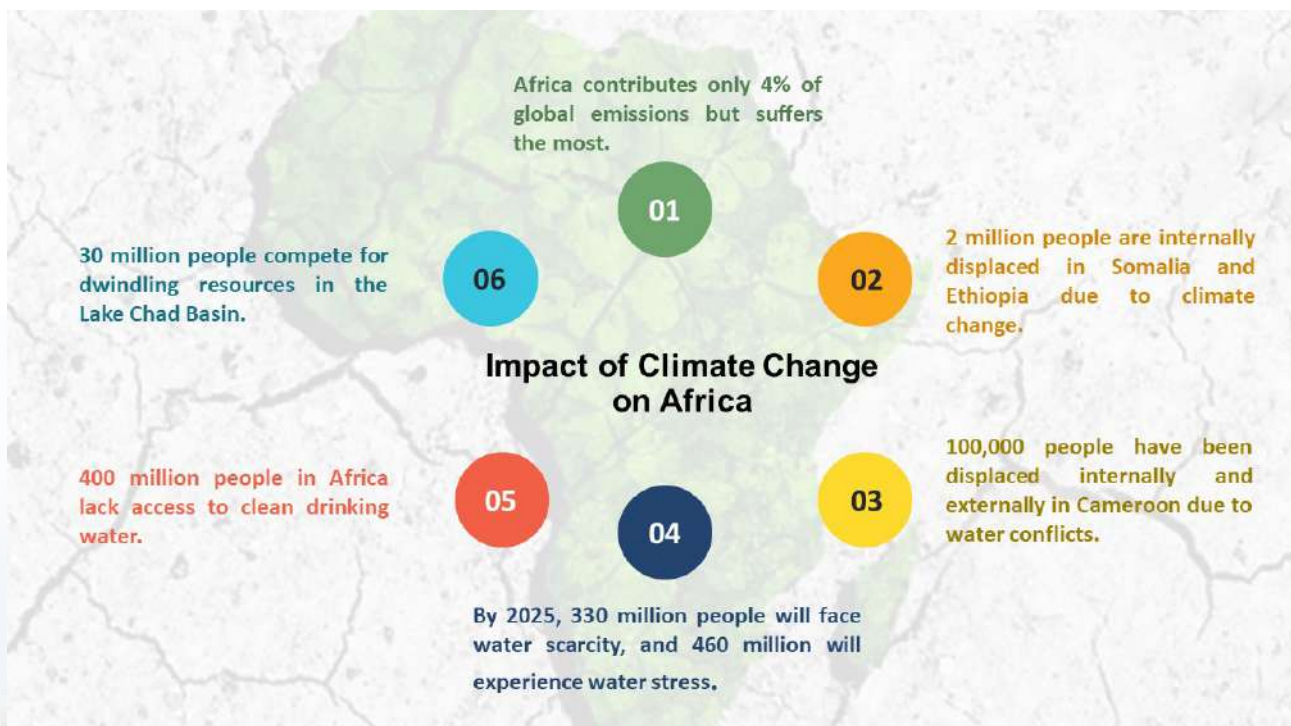 Africa contributes only 4% of
global emissions but suffers
the most.
01
2 million people are internally
displaced in Somalia and
Ethiopia due to climate
change.
02
100,000 people have been
displaced internally and
externally in Cameroon due to
water conflicts.
03
04
By 2025, 330 million people will face
water scarcity, and 460 million will
experience water stress.
05
400 million people in Africa
lack access to clean drinking
water.
06
30 million people compete for
dwindling resources in the
Lake Chad Basin.
Impact of Climate Change
on Africa